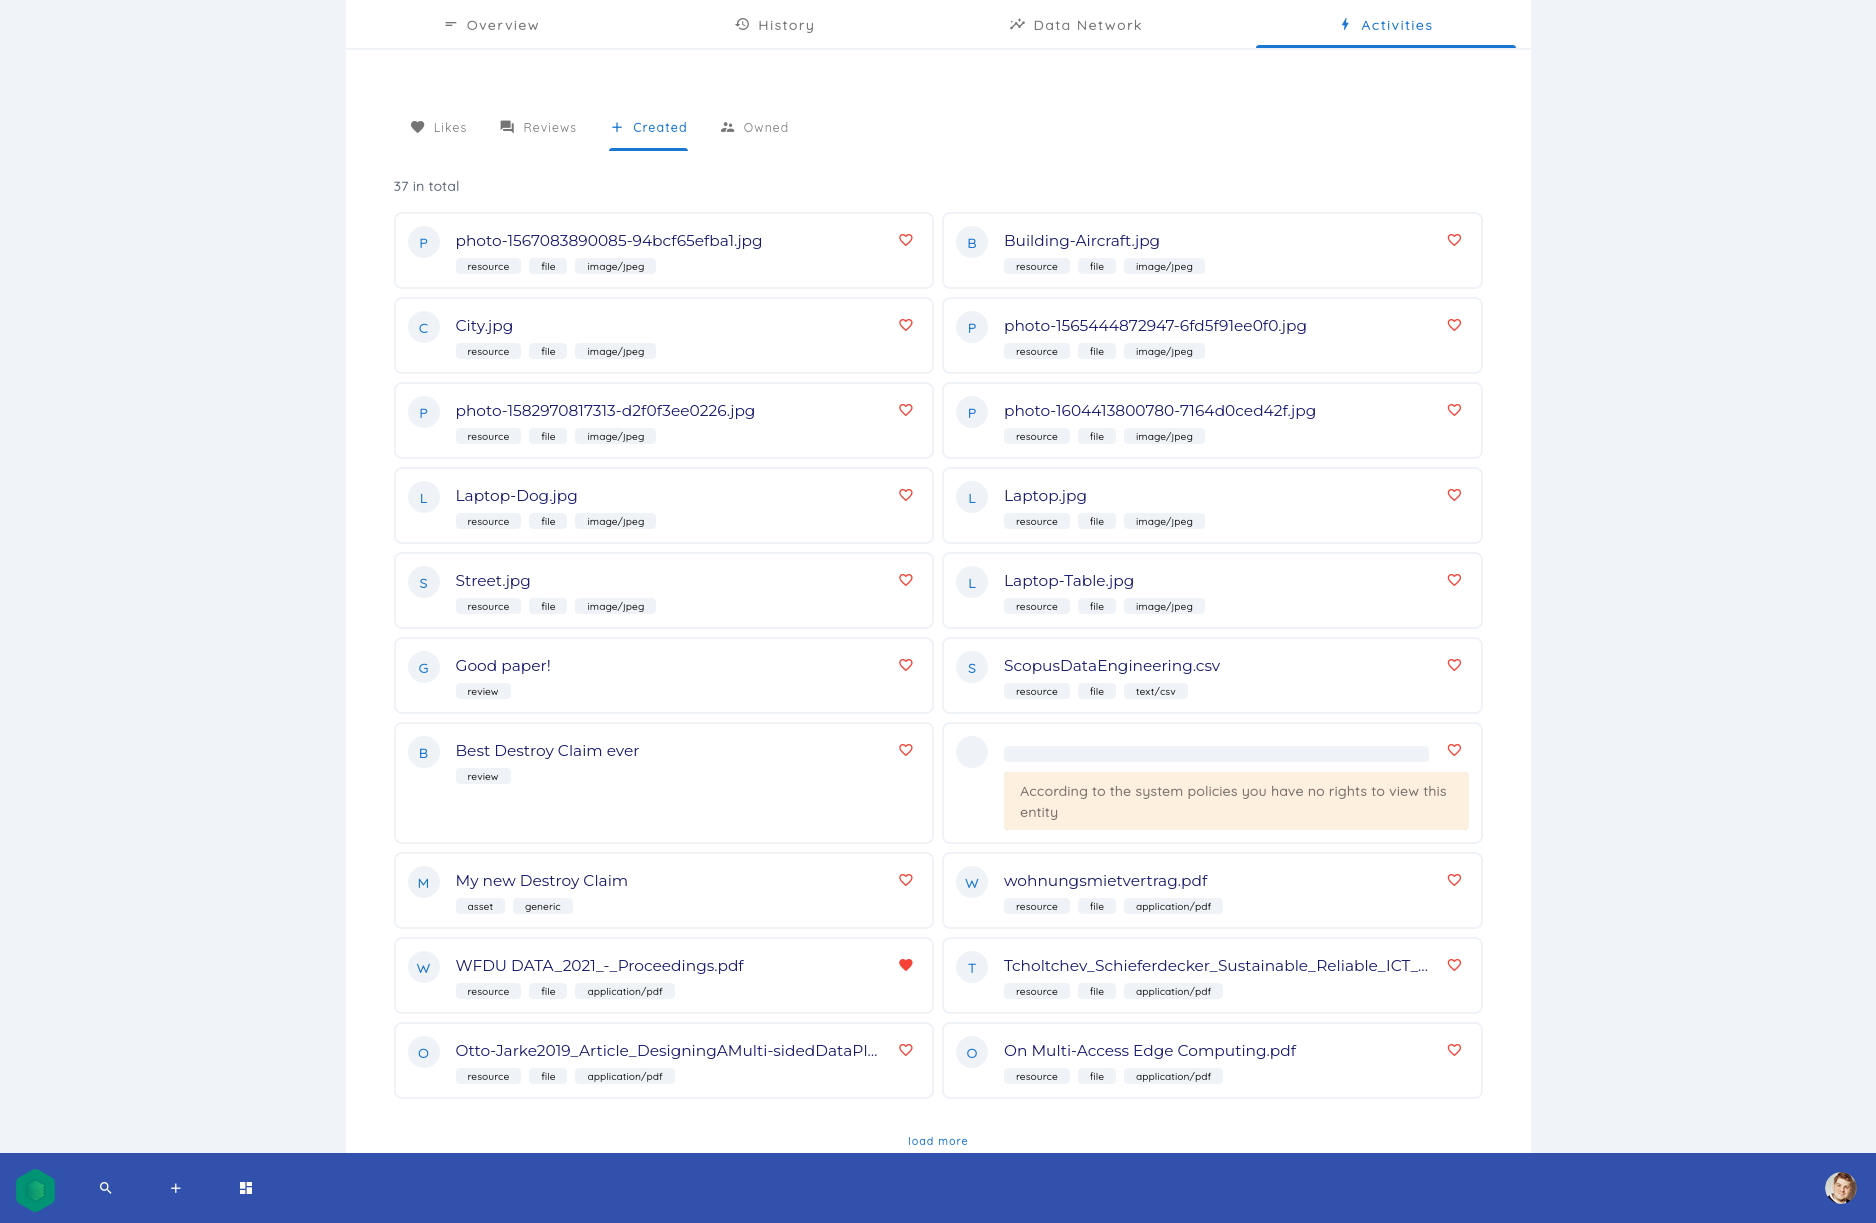 Overview
History
Data Network
Activities
Likes
Reviews
Created
Owned
37 in total
P
photo-1567083890085-94bcf65efba1.jpg
resource file image/jpeg
B
Building-Aircraft.jpg
resource file image/jpeg
C
City.jpg
resource file image/jpeg
P
photo-1565444872947-6fd5f91ee0f0.jpg
resource file image/jpeg
P
photo-1582970817313-d2f0f3ee0226.jpg
resource file image/jpeg
P
photo-1604413800780-7164d0ced42f.jpg
resource file image/jpeg
L
Laptop-Dog.jpg
resource file image/jpeg
L
Laptop.jpg
resource file image/jpeg
S
Street.jpg
resource file image/jpeg
L
Laptop-Table.jpg
resource file image/jpeg
G
Good paper!
review
S
ScopusDataEngineering.csv
resource file text/csv
B
Best Destroy Claim ever
review
According to the system policies you have no rights to view this
entity
M
My new Destroy Claim
asset generic
W
wohnungsmietvertrag.pdf
resource file application/pdf
W
WFDU DATA_2021_-_Proceedings.pdf
resource file application/pdf
T
Tcholtchev_Schieferdecker_Sustainable_Reliable_ICT_...
resource file application/pdf
O
Otto-Jarke2019_Article_DesigningAMulti-sidedDataPl...
resource file application/pdf
O
On Multi-Access Edge Computing.pdf
resource file application/pdf
load more